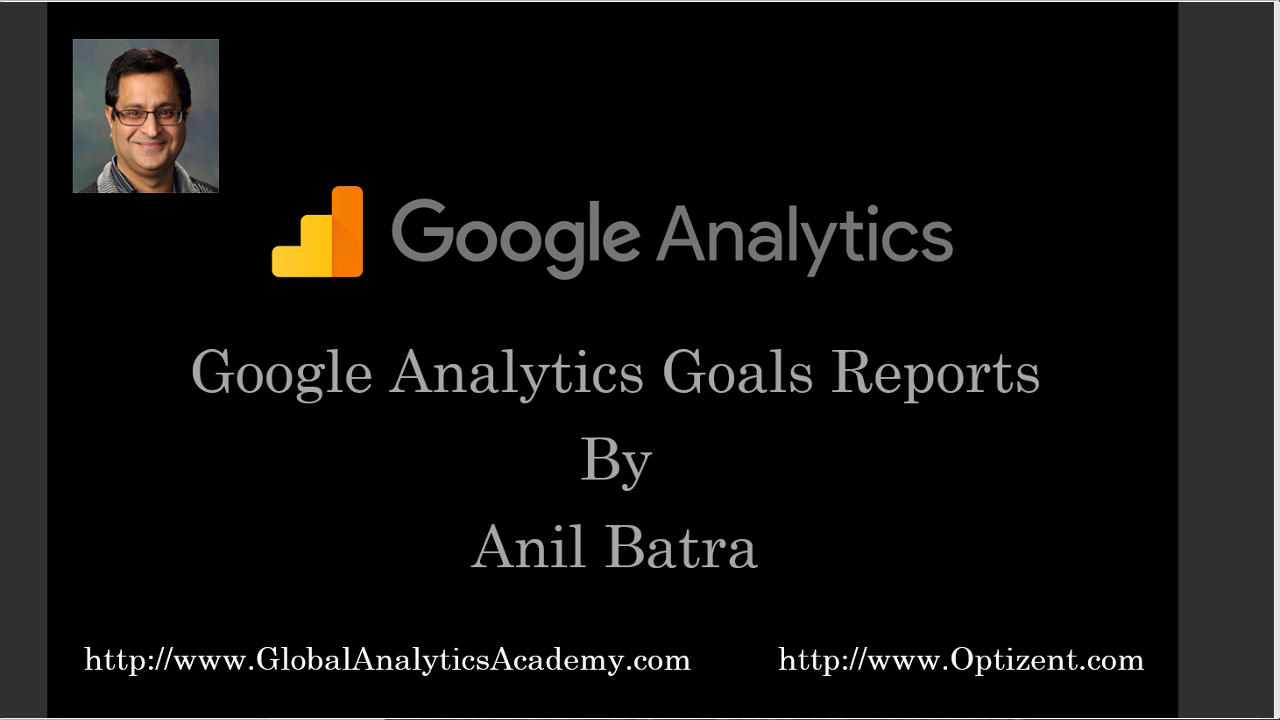 Google Analytics
Google Analytics Goals Reports
By
Anil Batra
http://www.GlobalAnalyticsAcademy.com
http://www.Optizent.com